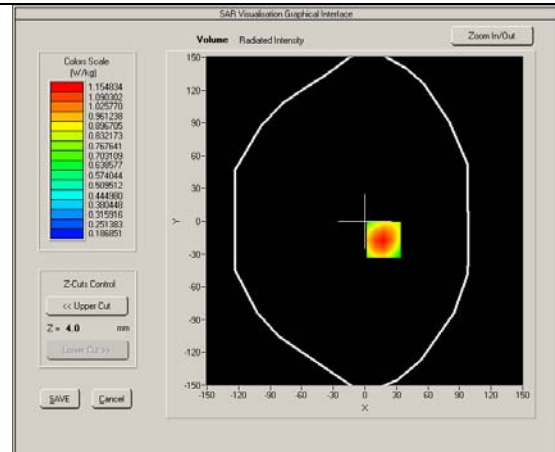 SAR Visualisation Graphical Interface
Volume Radiated Intensity
Zoom In/Out
Colors Scale
(W/kg)
1.154834
1.090302
1.025770
0.961238
0.896705
0.832173
0.767641
0.703109
0.638577
0.574044
0.509512
0.444980
0.380448
0.315916
0.251383
0.186851
Z-Cuts Control
<< Upper Cut
Z = 4.0 mm
Lower Cut >>
SAVE Cancel
Y
150
120
90
60
30
0
-30
-60
-90
-120
-150
-150 -120 -90 -60 -30 0 30 60 90 120 150
X